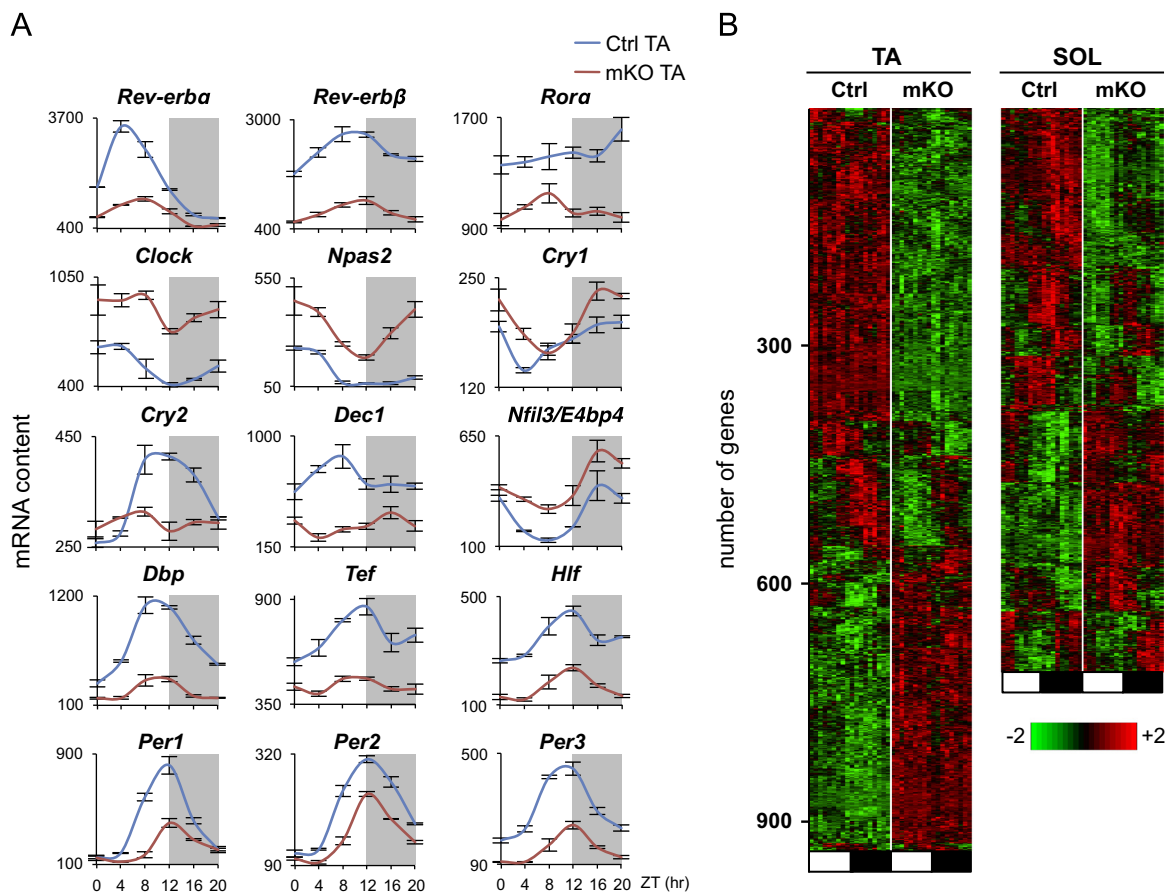 A
B
Ctrl TA
mKO TA
TA
SOL
Ctrl
mKO
Ctrl
mKO
mRNA content
Rev-erbα
3700
400
Rev-erbβ
3000
400
Rorα
1700
900
Clock
1050
400
Npas2
550
50
Cry1
250
120
Cry2
450
250
Dec1
1000
150
Nfil3/E4bp4
650
100
Dbp
1200
100
Tef
900
350
Hlf
500
100
Per1
900
100
0 4 8 12 16 20
Per2
320
90
0 4 8 12 16 20
Per3
500
90
0 4 8 12 16 20
ZT (hr)
number of genes
300
600
900
-2
+2